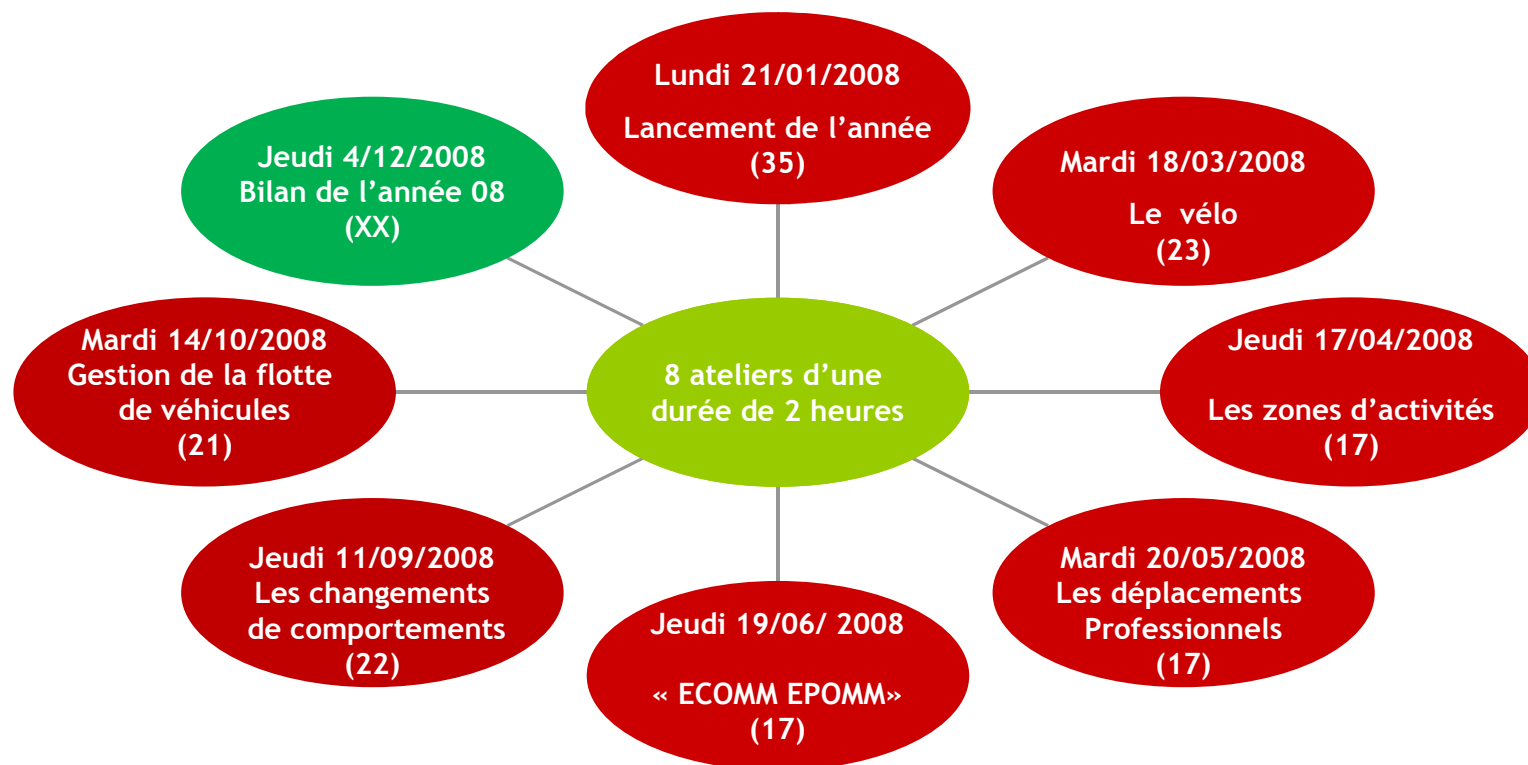 Lundi 21/01/2008
Lancement de l’année
(35)
Mardi 18/03/2008
Le vélo
(23)
Jeudi 17/04/2008
Les zones d’activités
(17)
Mardi 20/05/2008
Les déplacements
Professionnels
(17)
Jeudi 19/06/ 2008
« ECOMM EPOMM»
(17)
Jeudi 11/09/2008
Les changements
de comportements
(22)
Mardi 14/10/2008
Gestion de la flotte
de véhicules
(21)
Jeudi 4/12/2008
Bilan de l’année 08
(XX)
8 ateliers d’une
durée de 2 heures